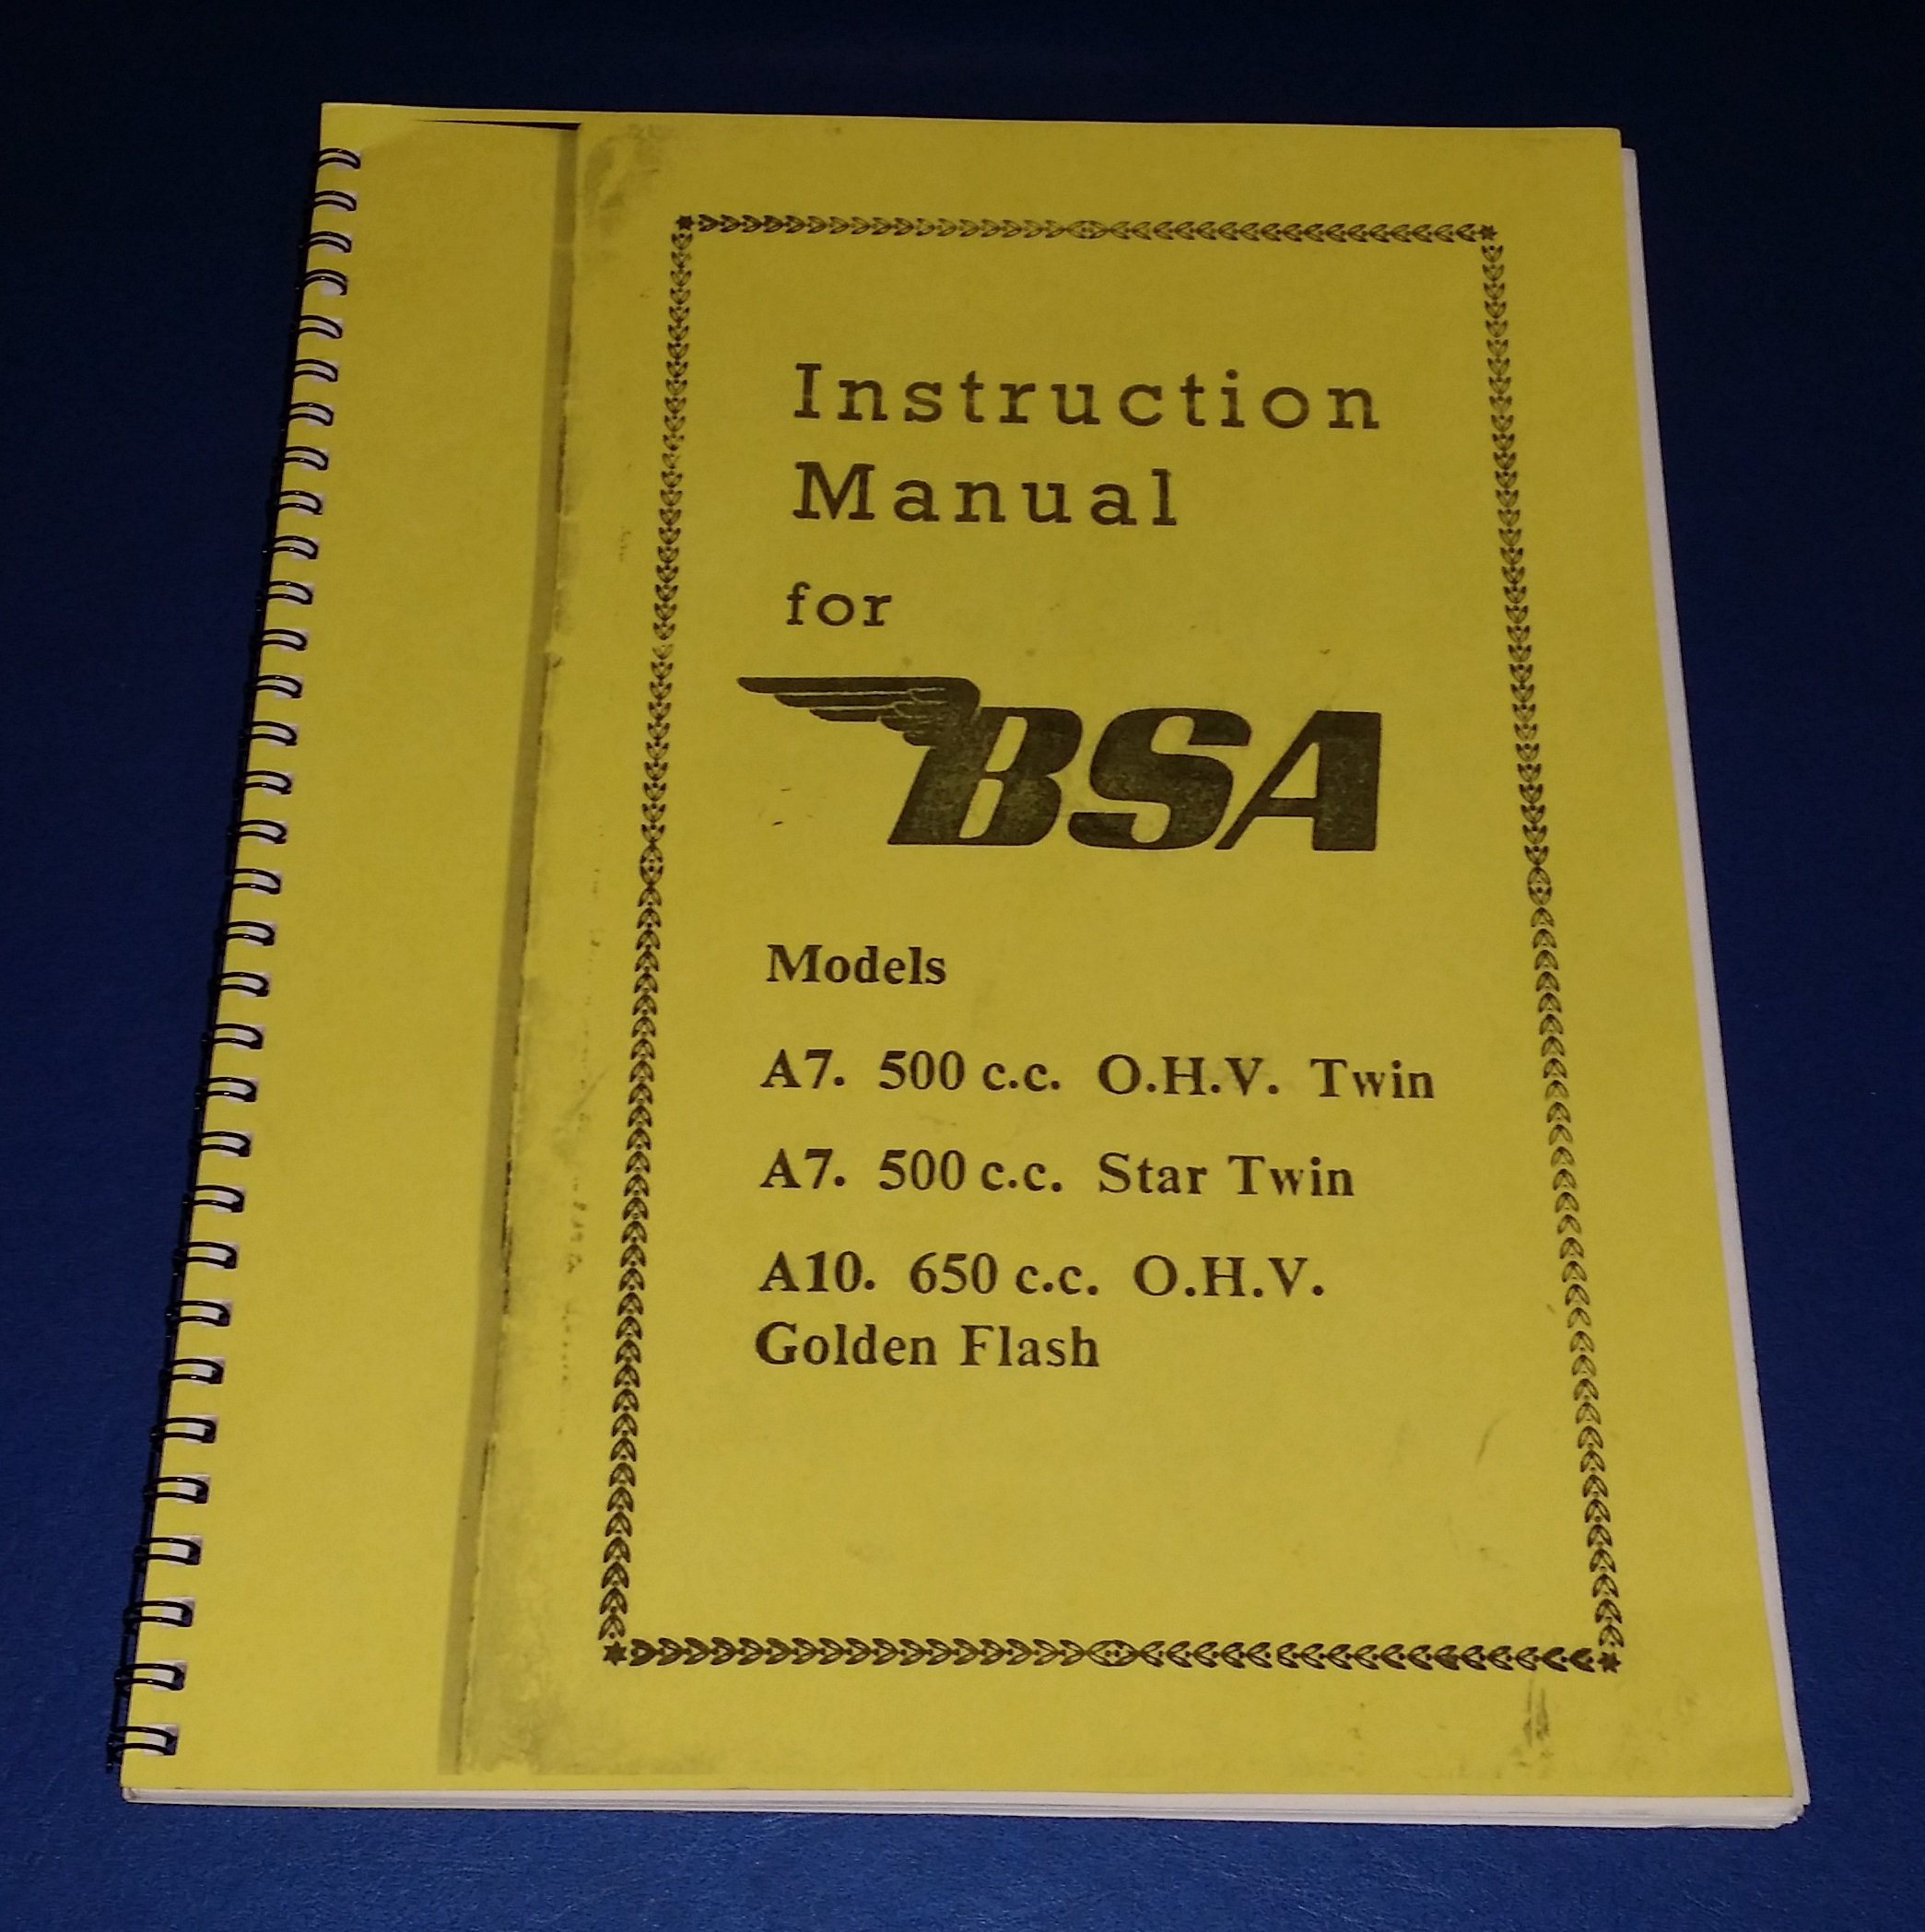 Instruction
Manual
for
BSA
Models
A7. 500 c.c. O.H.V. Twin
A7. 500 c.c. Star Twin
A10. 650 c.c. O.H.V.
Golden Flash